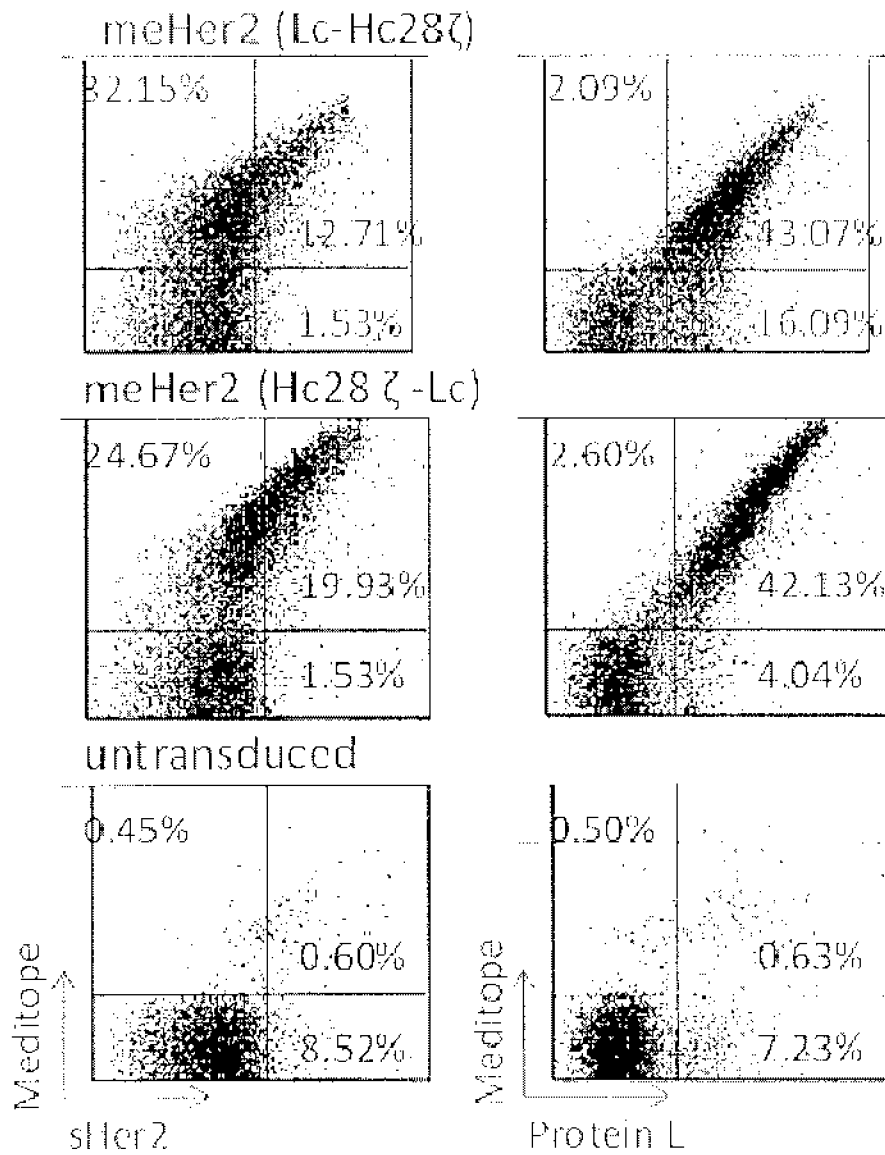 meHer2 (Lc-Hc28ζ)
32.15%
2.09%
12.71%
43.07%
1.53%
16.09%
meHer2 (Hc28 ζ -Lc)
24.67%
2.60%
19.93%
42.13%
1.53%
4.04%
untransduced
0.45%
0.50%
0.60%
0.63%
8.52%
7.23%
Meditope
Meditope
sHer2
Protein L